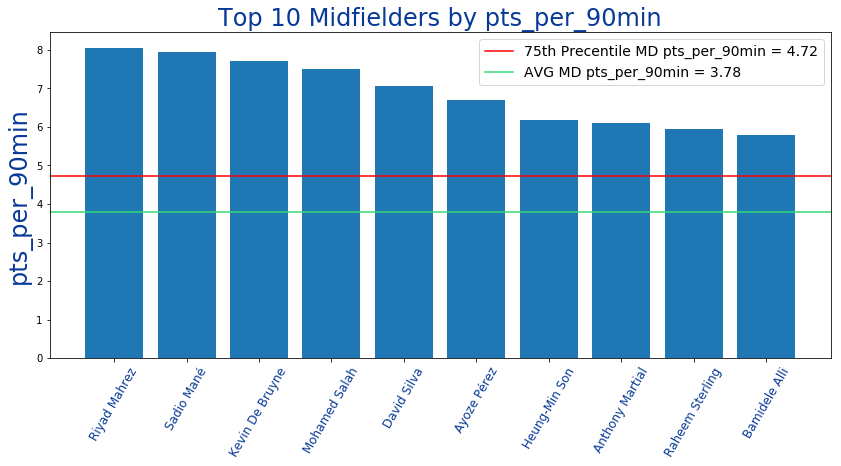 Top 10 Midfielders by pts_per_90min
pts_per_90min
8
7
6
5
4
3
2
1
0
75th Precentile MD pts_per_90min = 4.72
AVG MD pts_per_90min = 3.78
Riyad Mahrez
Sadio Mané
Kevin De Bruyne
Mohamed Salah
David Silva
Ayoze Pérez
Heung-Min Son
Anthony Martial
Raheem Sterling
Bamidele Alli